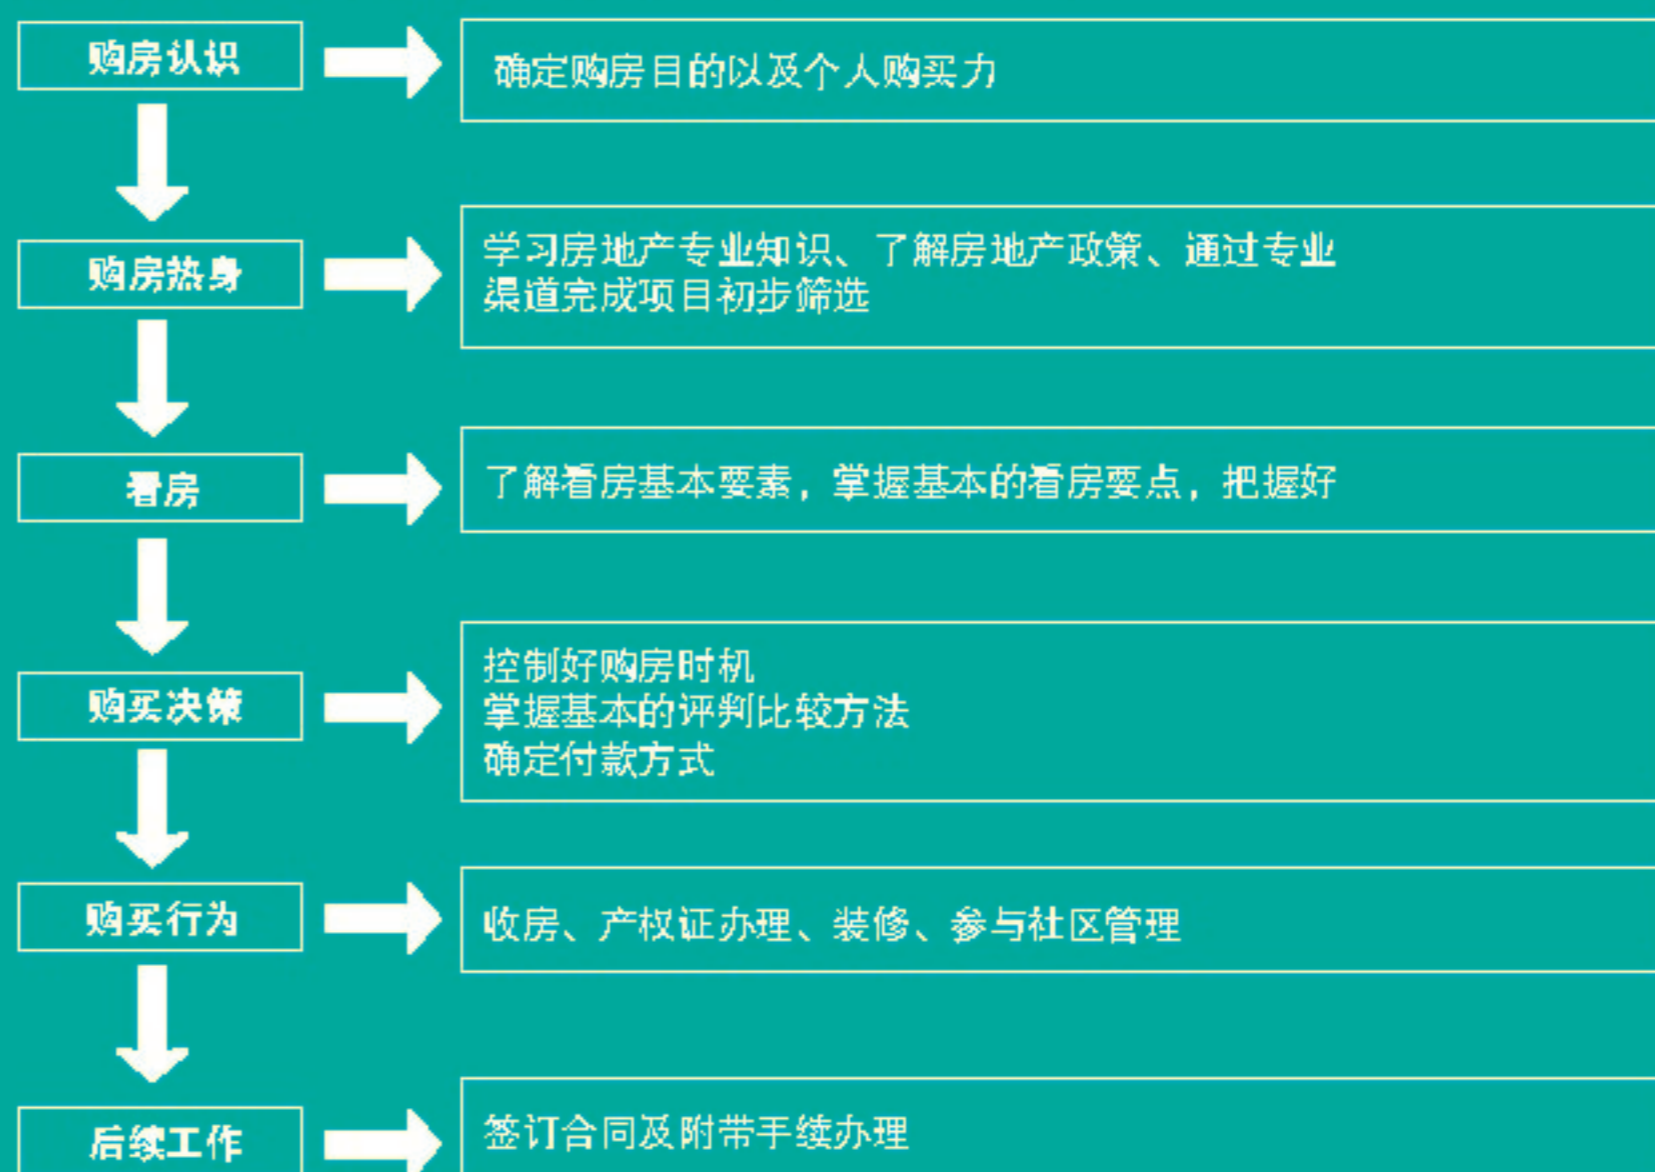 购房认识
确定购房目的以及个人购买力
购房热身
学习房地产专业知识、了解房地产政策、通过专业
渠道完成项目初步筛选
看房
了解看房基本要素，掌握基本的看房要点，把握好
购买决策
控制好购房时机
掌握基本的评判比较方法
确定付款方式
购买行为
收房、产权证办理、装修、参与社区管理
后续工作
签订合同及附带手续办理